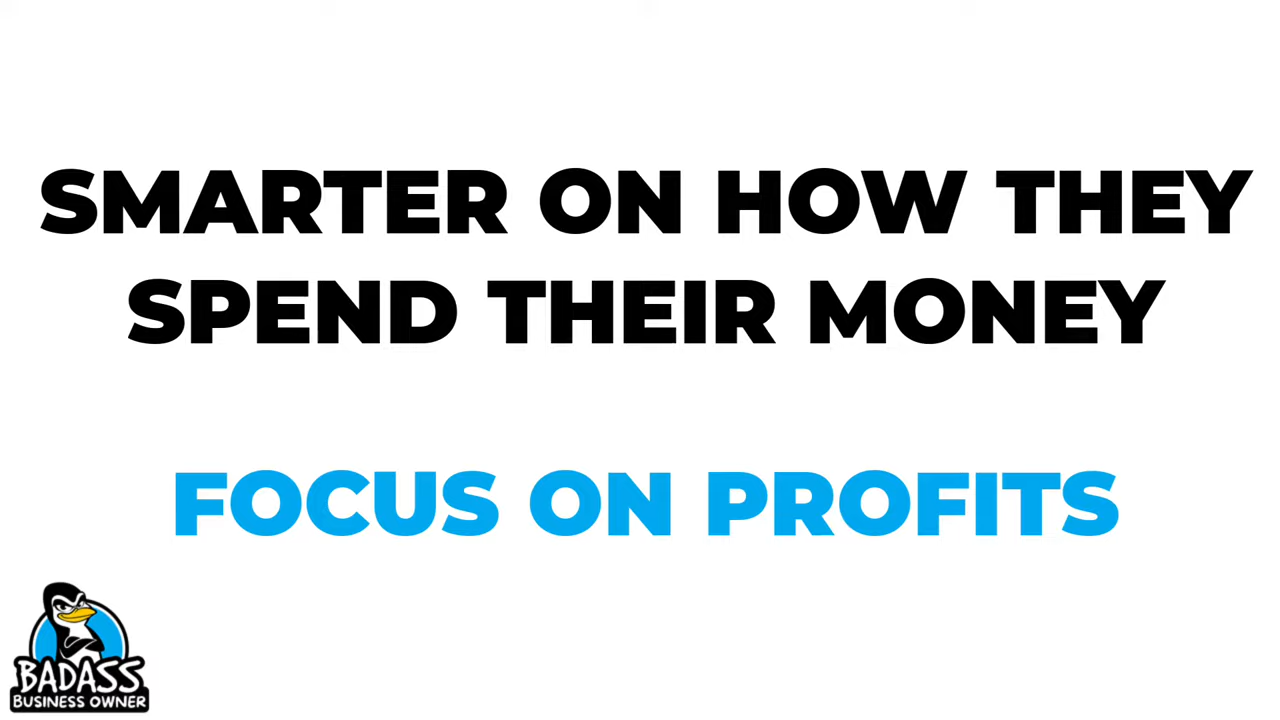 SMARTER ON HOW THEY
SPEND THEIR MONEY
FOCUS ON PROFITS
BADASS
BUSINESS OWNER